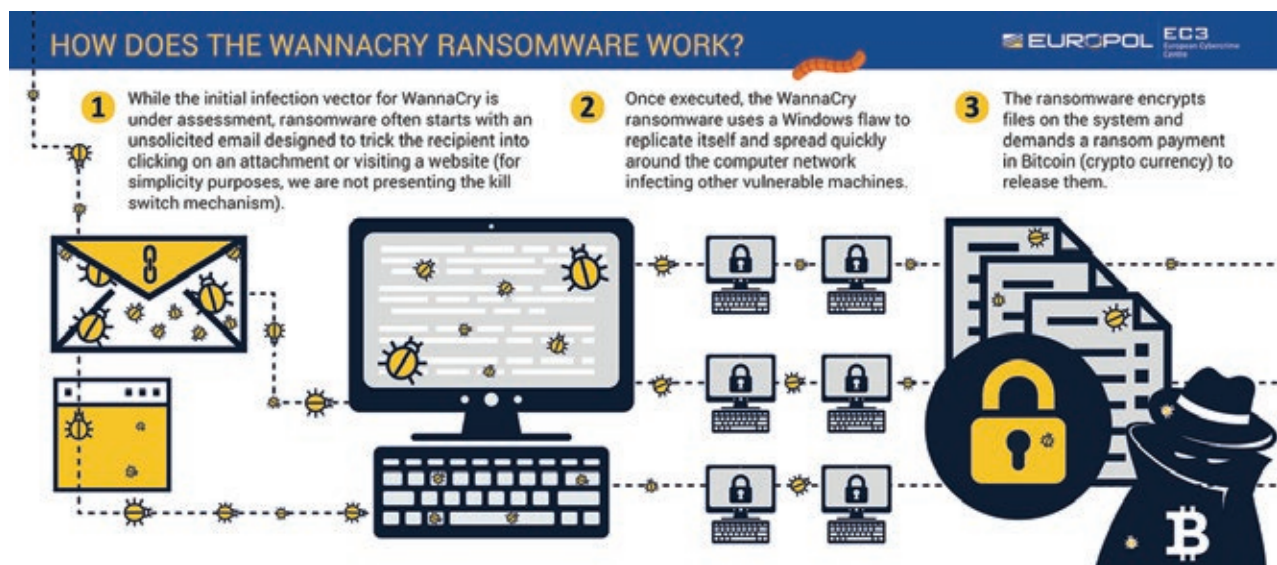 HOW DOES THE WANNACRY RANSOMWARE WORK?
EUROPOL
EC3
European Cybercrime
Centre
1
While the initial infection vector for WannaCry is
under assessment, ransomware often starts with an
unsolicited email designed to trick the recipient into
clicking on an attachment or visiting a website (for
simplicity purposes, we are not presenting the kill
switch mechanism).
2
Once executed, the WannaCry
ransomware uses a Windows flaw to
replicate itself and spread quickly
around the computer network
infecting other vulnerable machines.
3
The ransomware encrypts
files on the system and
demands a ransom payment
in Bitcoin (crypto currency) to
release them.